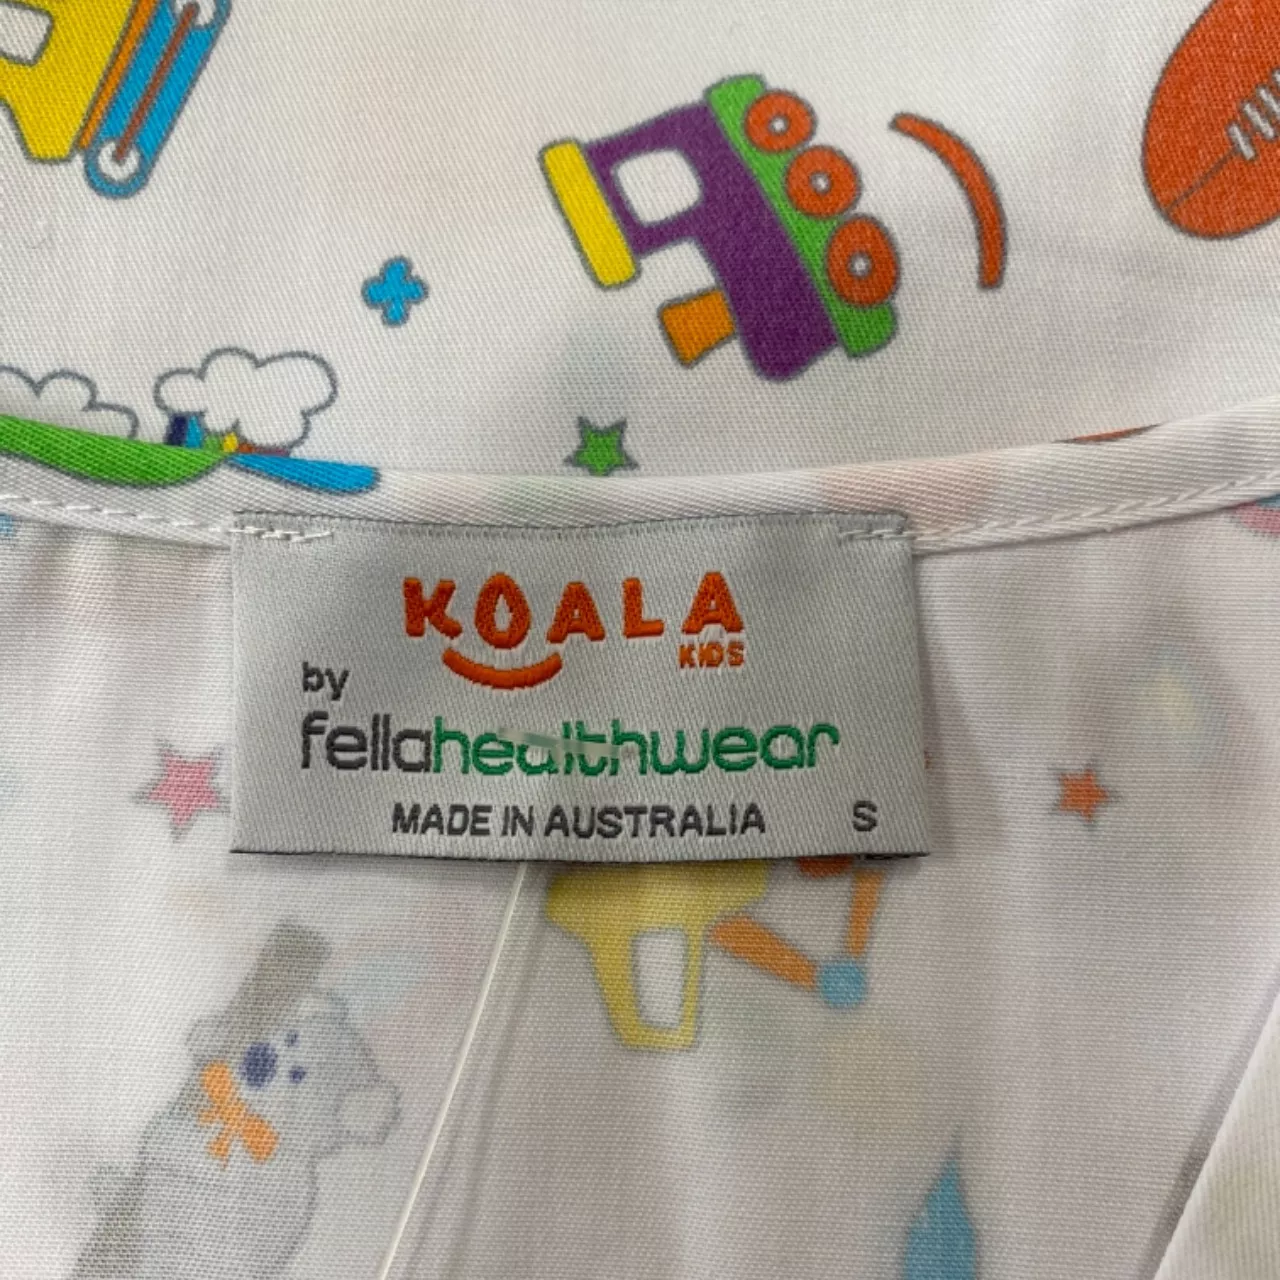 KOALA
KIDS
by
fellahealthwear
MADE IN AUSTRALIA S